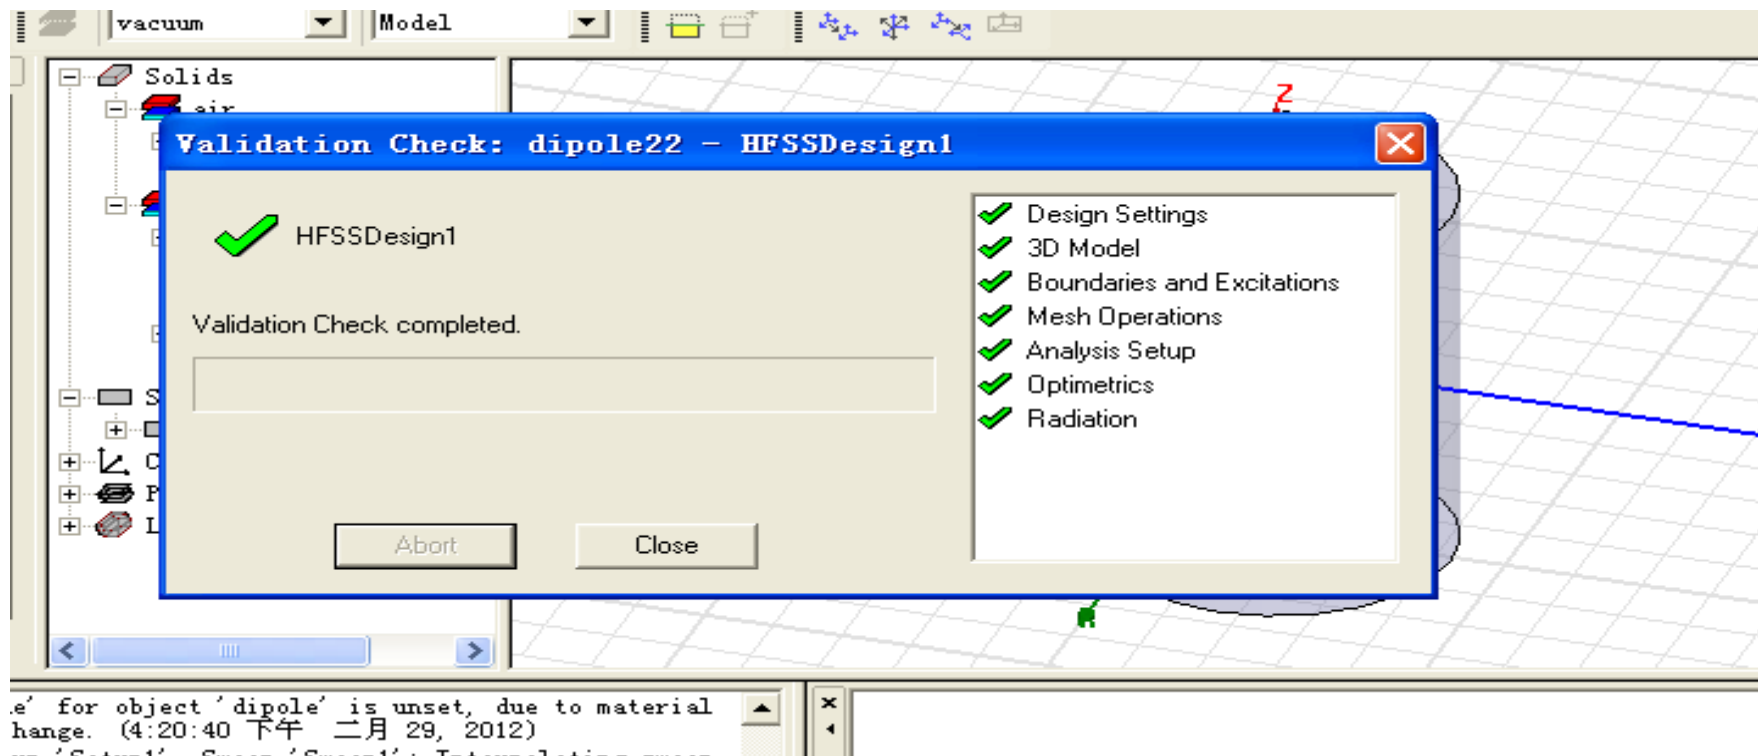 vacuum Model
Solids
air
Z
Validation Check: dipole22 - HFSSDesign1
HFSSDesign1
Validation Check completed.
Abort
Close
Design Settings
3D Model
Boundaries and Excitations
Mesh Operations
Analysis Setup
Optimetrics
Radiation
S
C
P
L
e' for object 'dipole' is unset, due to material
hange. (4:20:40 下午 二月 29, 2012)